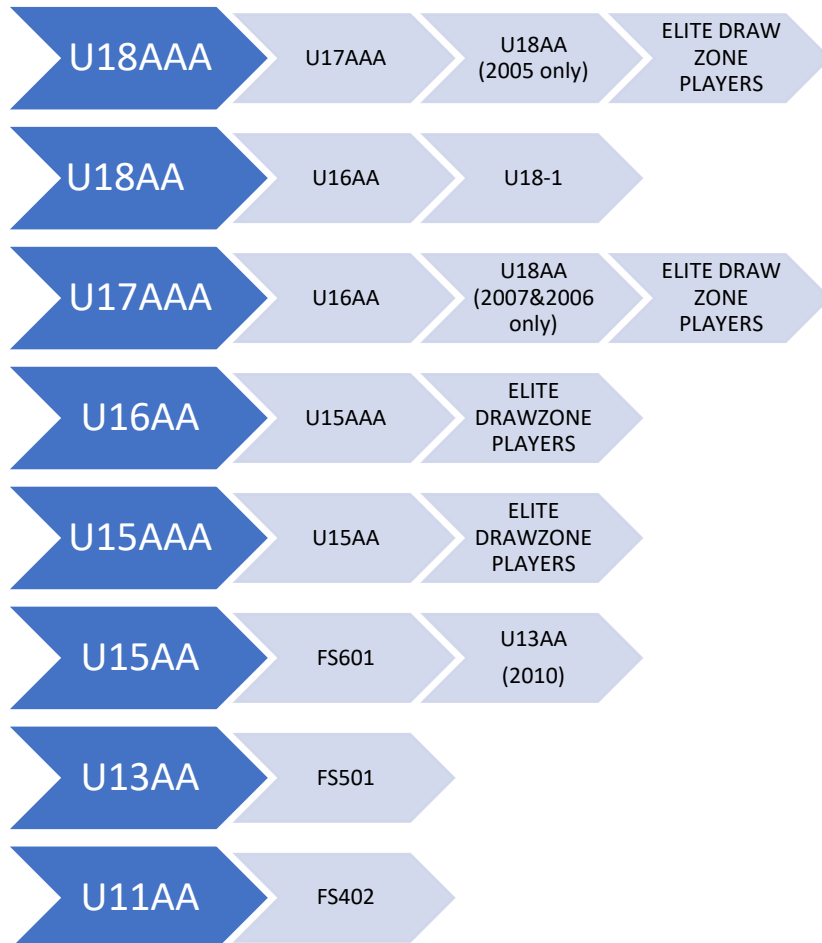 U18AAA
U17AAA
U18AA
(2005 only)
ELITE DRAW
ZONE
PLAYERS
U18AA
U16AA
U18-1
U17AAA
U16AA
U18AA
(2007&2006
only)
ELITE DRAW
ZONE
PLAYERS
U16AA
U15AAA
ELITE
DRAWZONE
PLAYERS
U15AAA
U15AA
ELITE
DRAWZONE
PLAYERS
U15AA
FS601
U13AA
(2010)
U13AA
FS501
U11AA
FS402